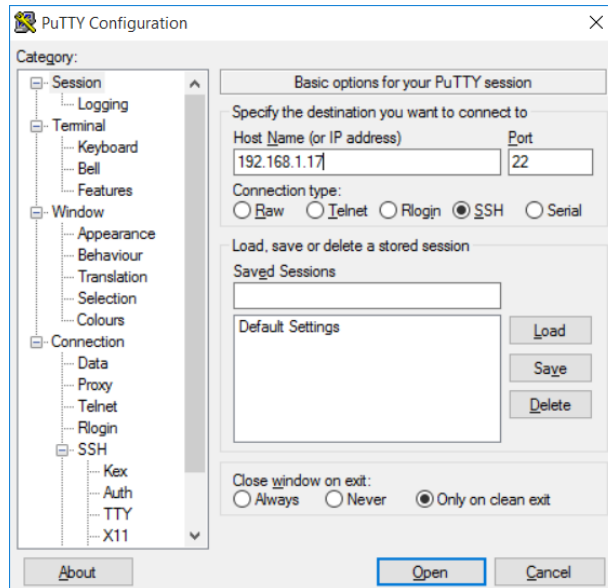 PuTTY Configuration
Category:
Session
Logging
Terminal
Keyboard
Bell
Features
Window
Appearance
Behaviour
Translation
Selection
Colours
Connection
Data
Proxy
Telnet
Rlogin
SSH
Kex
Auth
TTY
X11
Basic options for your PuTTY session
Specify the destination you want to connect to
Host Name (or IP address) Port
192.168.1.17 22
Connection type:
Raw Telnet Rlogin SSH Serial
Load, save or delete a stored session
Saved Sessions
Default Settings
Load
Save
Delete
Close window on exit:
Always Never Only on clean exit
About Open Cancel